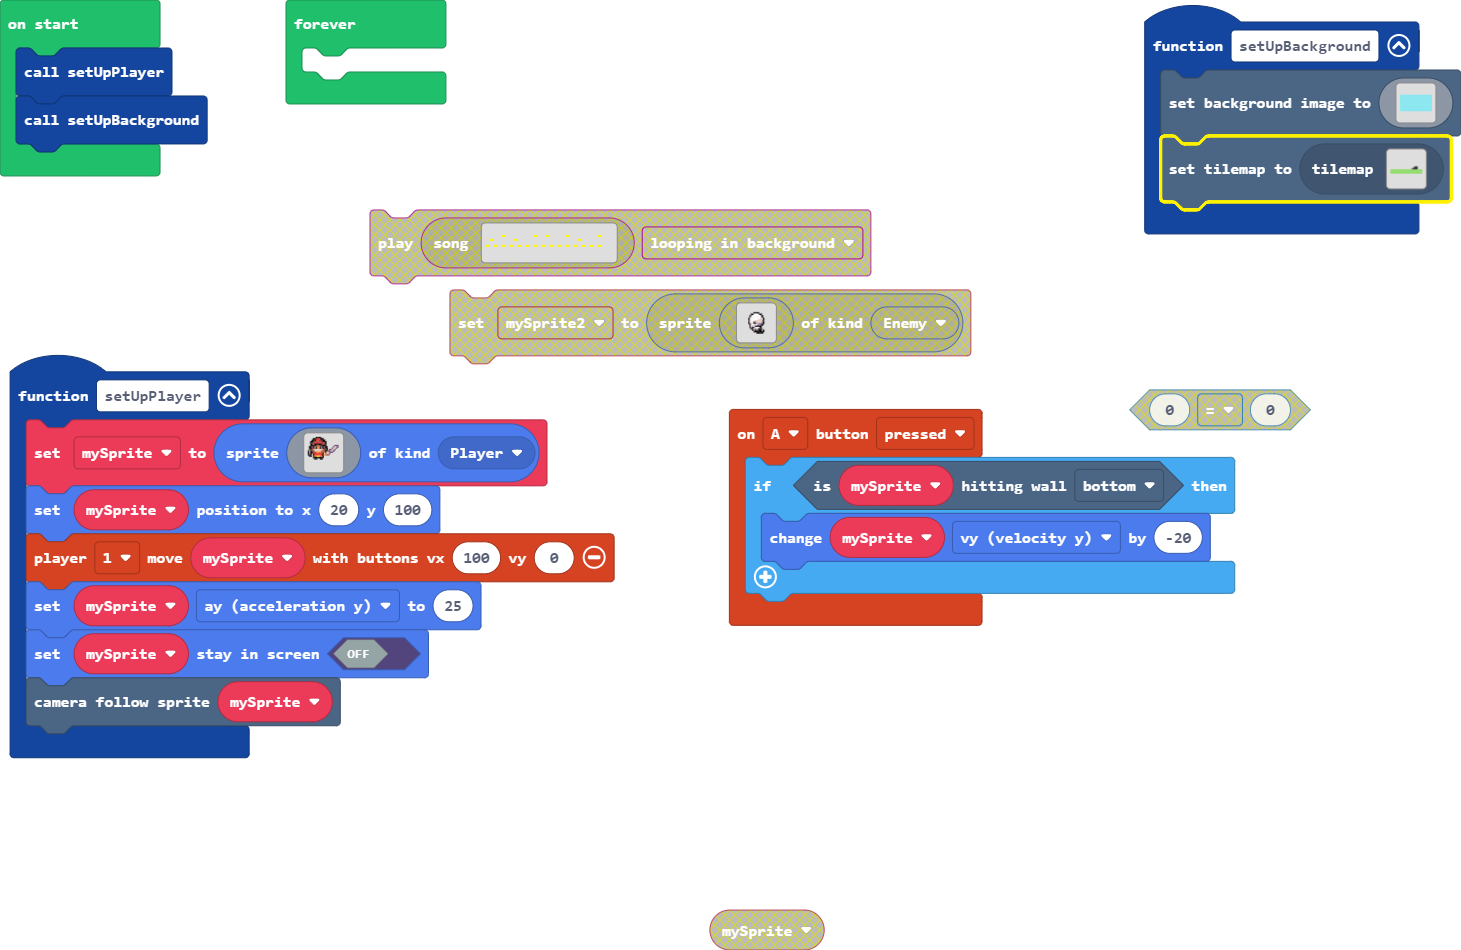 on start
call setUpPlayer
call setUpBackground
forever
function setUpBackground
set background image to
set tilemap to tilemap
play song looping in background
set mySprite2 to sprite of kind Enemy
function setUpPlayer
set mySprite to sprite of kind Player
set mySprite position to x 20 y 100
player 1 move mySprite with buttons vx 100 vy 0
set mySprite ay (acceleration y) to 25
set mySprite stay in screen OFF
camera follow sprite mySprite
on A button pressed
if is mySprite hitting wall bottom then
change mySprite vy (velocity y) by -20
0 = 0
mySprite